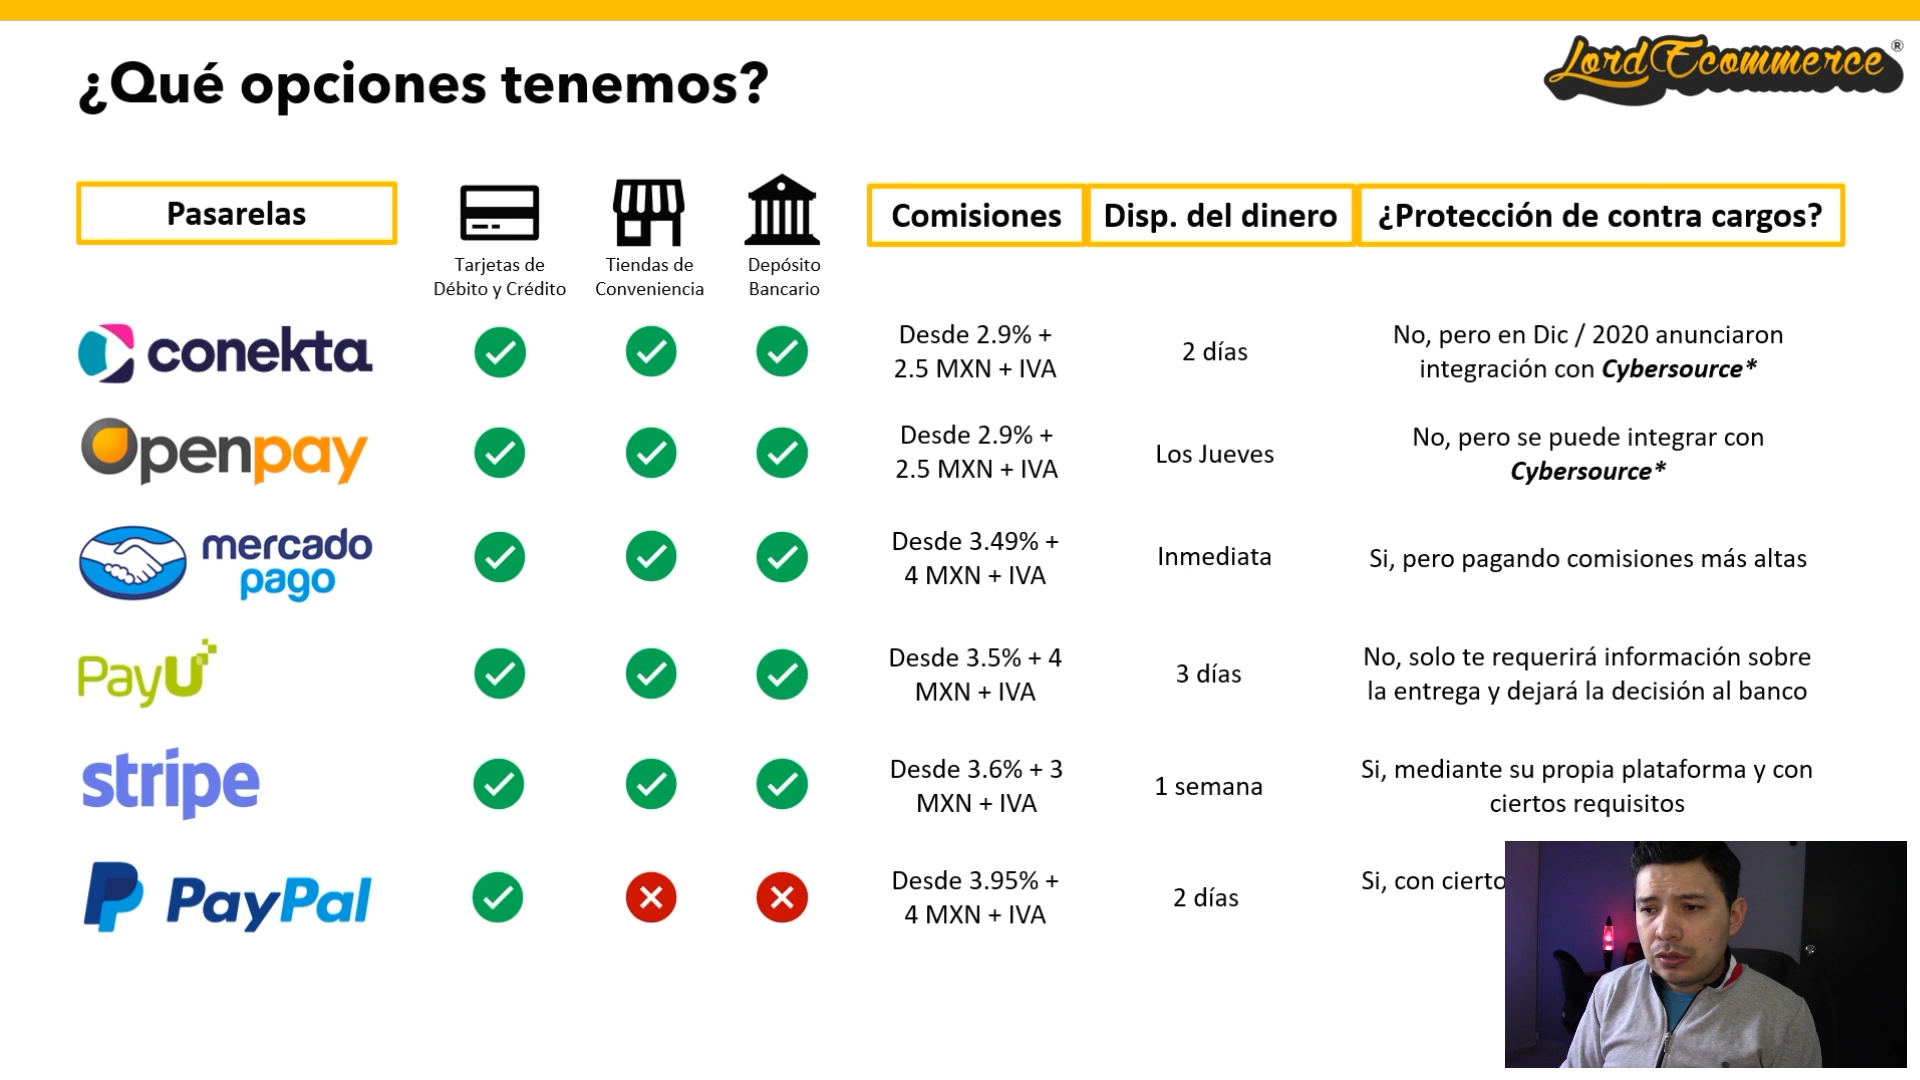 ¿Qué opciones tenemos?
Lord Ecommerce®
Pasarelas
Tarjetas de
Débito y Crédito
Tiendas de
Conveniencia
Depósito
Bancario
Comisiones
Disp. del dinero
¿Protección de contra cargos?
conekta
Desde 2.9% +
2.5 MXN + IVA
2 días
No, pero en Dic / 2020 anunciaron
integración con Cybersource*
Openpay
Desde 2.9% +
2.5 MXN + IVA
Los Jueves
No, pero se puede integrar con
Cybersource*
mercado
pago
Desde 3.49% +
4 MXN + IVA
Inmediata
Si, pero pagando comisiones más altas
PayU
Desde 3.5% + 4
MXN + IVA
3 días
No, solo te requerirá información sobre
la entrega y dejará la decisión al banco
stripe
Desde 3.6% + 3
MXN + IVA
1 semana
Si, mediante su propia plataforma y con
ciertos requisitos
PayPal
Desde 3.95% +
4 MXN + IVA
2 días
Si, con